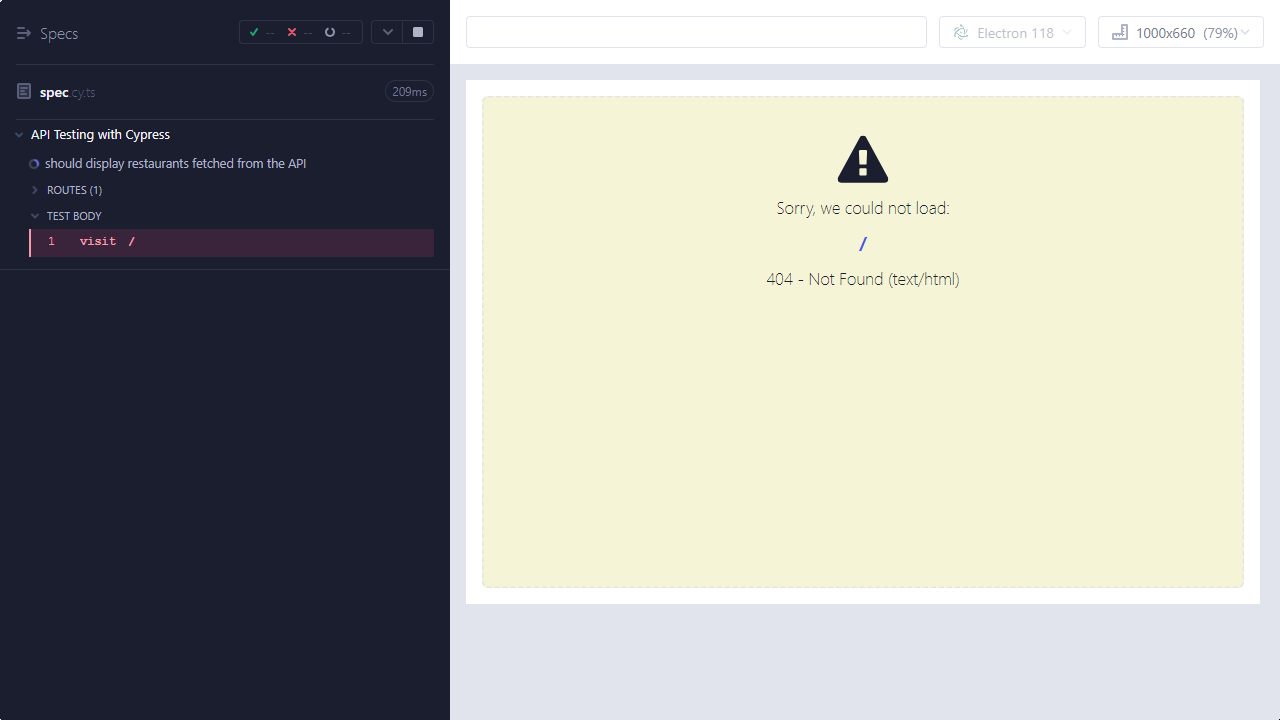 Specs
-- -- --
spec.cy.ts
209ms
API Testing with Cypress
should display restaurants fetched from the API
ROUTES (1)
TEST BODY
1 visit /
Electron 118
1000x660 (79%)
Sorry, we could not load:
/
404 - Not Found (text/html)